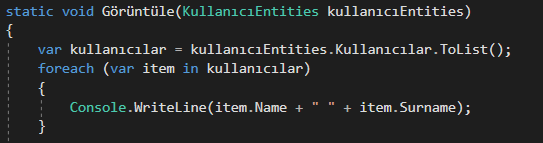 static void Görüntüle(KullanıcıEntities kullanıcıEntities)
{
var kullanıcılar = kullanıcıEntities.Kullanıcılar.ToList();
foreach (var item in kullanıcılar)
{
Console.WriteLine(item.Name + " " + item.Surname);
}